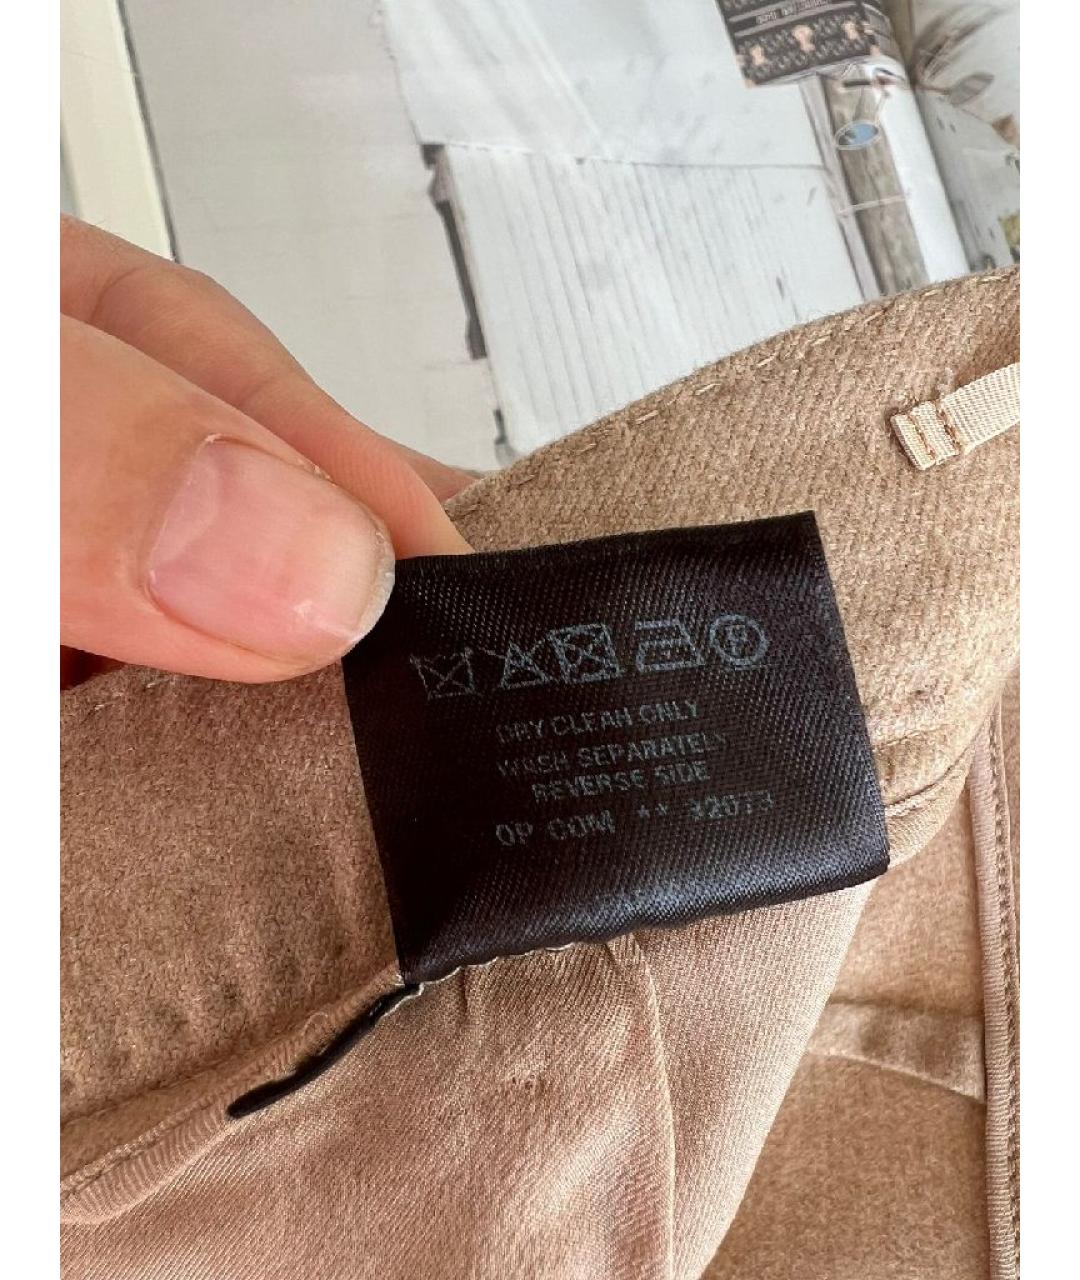 DRY CLEAN ONLY
WASH SEPARATELY
REVERSE SIDE
OP COM **